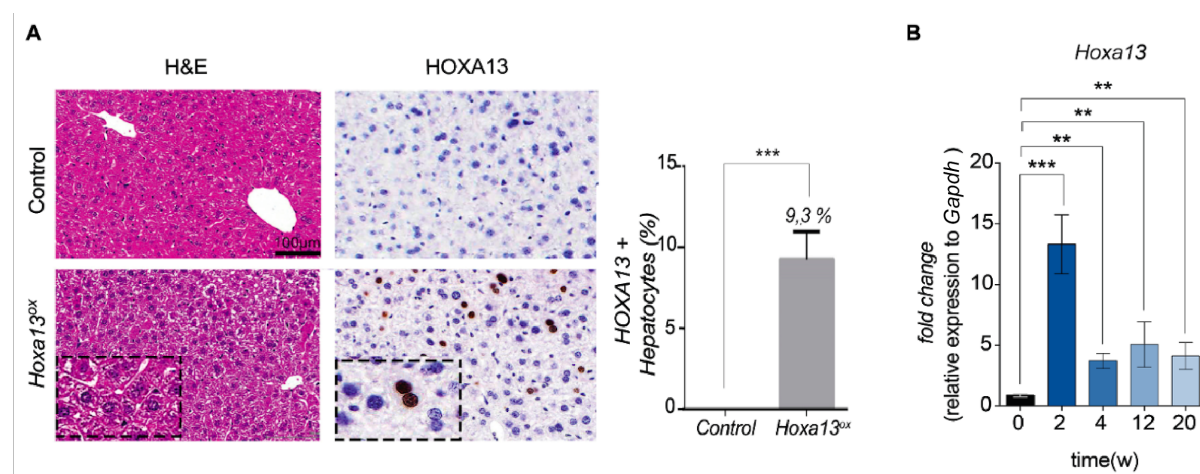 A
H&E
HOXA13
Control
100µm
Hoxa13ox
HOXA13 +
Hepatocytes (%)
15
10
5
0
***
9,3 %
Control
Hoxa13ox
B
Hoxa13
**
**
**
***
fold change
(relative expression to Gapdh )
20
15
10
5
0
0 2 4 12 20
time(w)